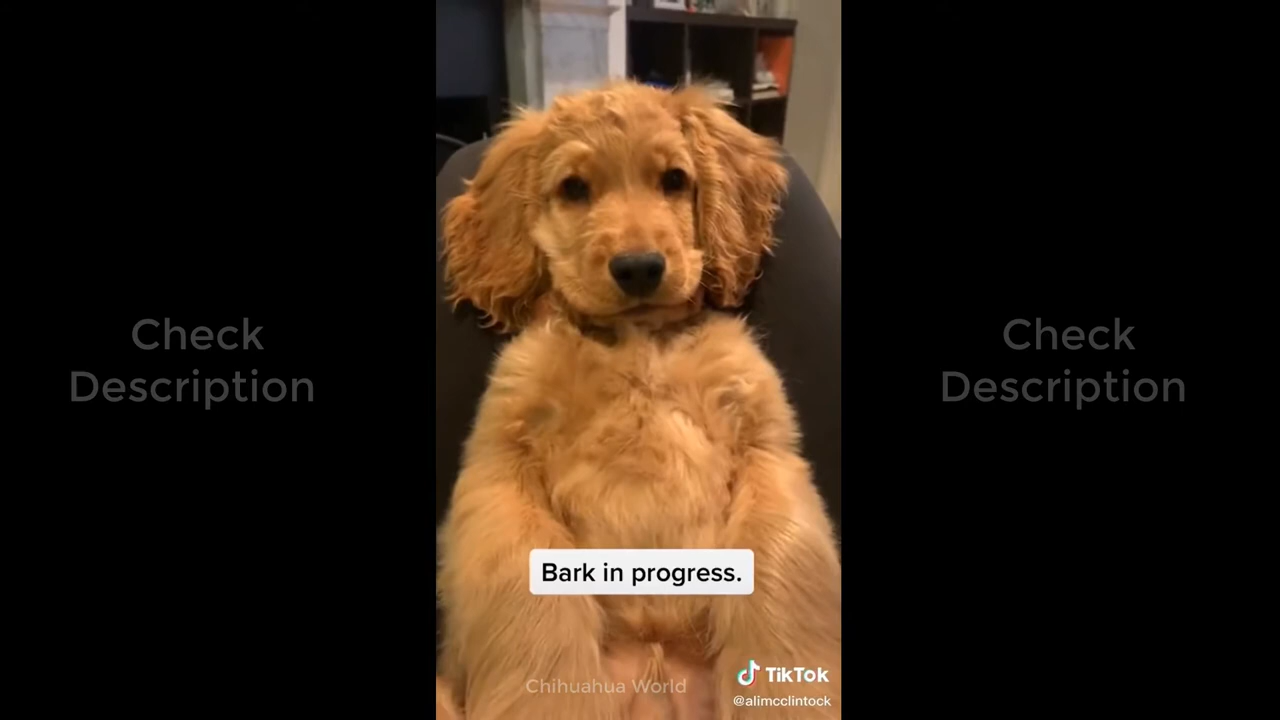 Check
Description
Bark in progress.
Chihuahua World
TikTok
@alimcclintock
Check
Description